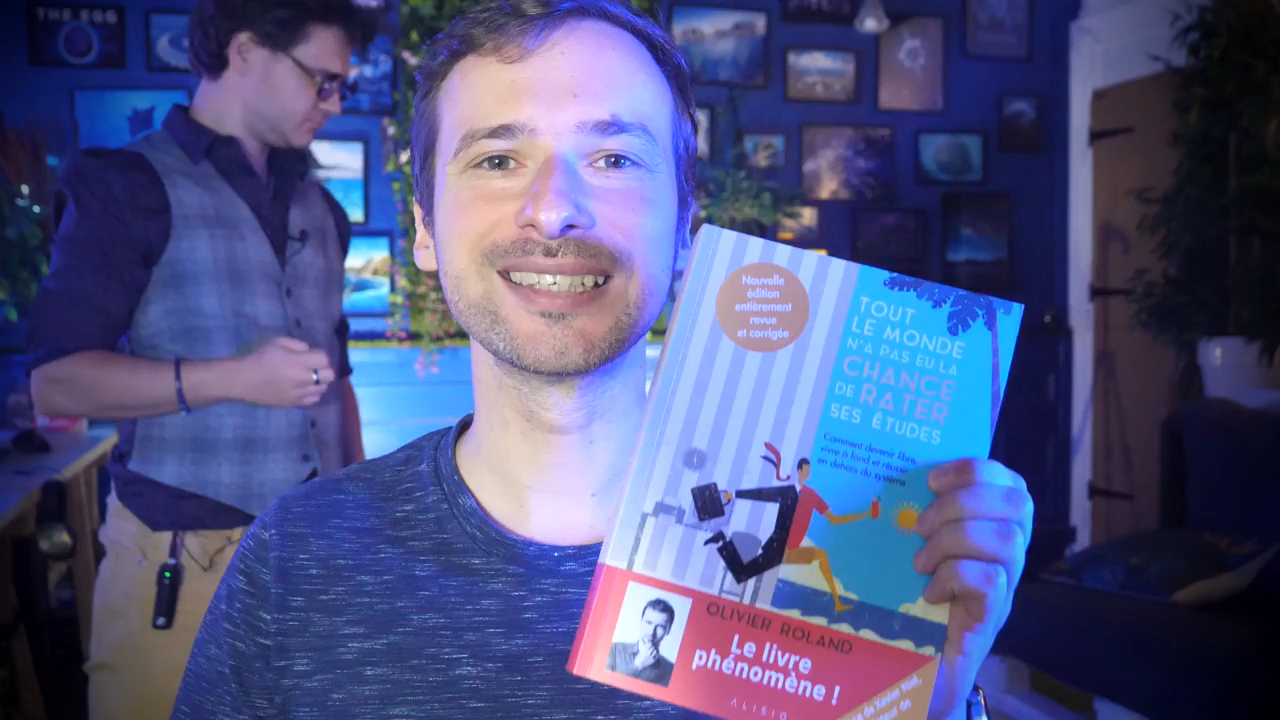 THE EGG
Nouvelle
édition
entièrement
revue
et corrigée
TOUT
LE MONDE
N'A PAS EU LA
CHANCE
DE RATER
SES ÉTUDES
Comment devenir libre,
vivre à fond et réussir
en dehors du système
OLIVIER ROLAND
Le livre
phénomène !
ALISIO